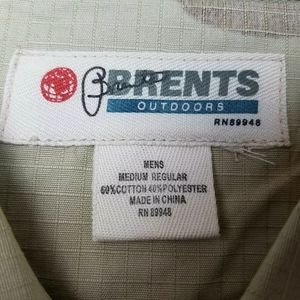 BRENTS
OUTDOORS
RN89948
MENS
MEDIUM REGULAR
60%COTTON 40%POLYESTER
MADE IN CHINA
RN 89948